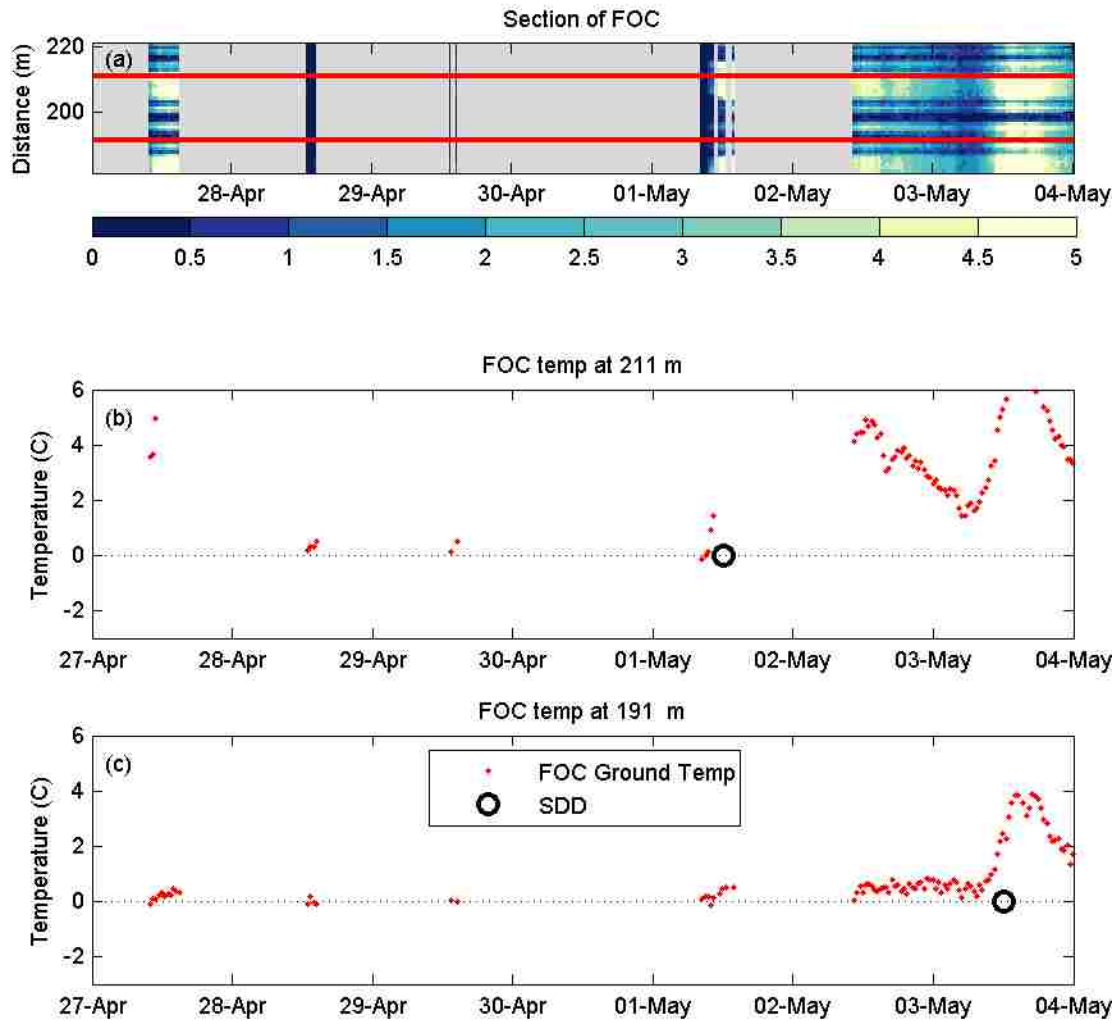 Section of FOC
(a)
Distance (m)
220
200
28-Apr 29-Apr 30-Apr 01-May 02-May 03-May 04-May
0 0.5 1 1.5 2 2.5 3 3.5 4 4.5 5
FOC temp at 211 m
(b)
Temperature (C)
6
4
2
0
-2
27-Apr 28-Apr 29-Apr 30-Apr 01-May 02-May 03-May 04-May
FOC temp at 191 m
(c)
FOC Ground Temp
SDD
Temperature (C)
6
4
2
0
-2
27-Apr 28-Apr 29-Apr 30-Apr 01-May 02-May 03-May 04-May